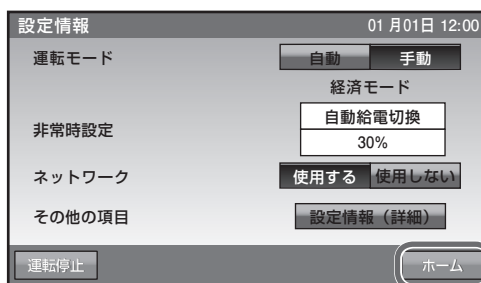 設定情報 01月01日 12:00
運転モード 自動 手動
経済モード
非常時設定 自動給電切換
30%
ネットワーク 使用する 使用しない
その他の項目 設定情報（詳細）
運転停止 ホーム